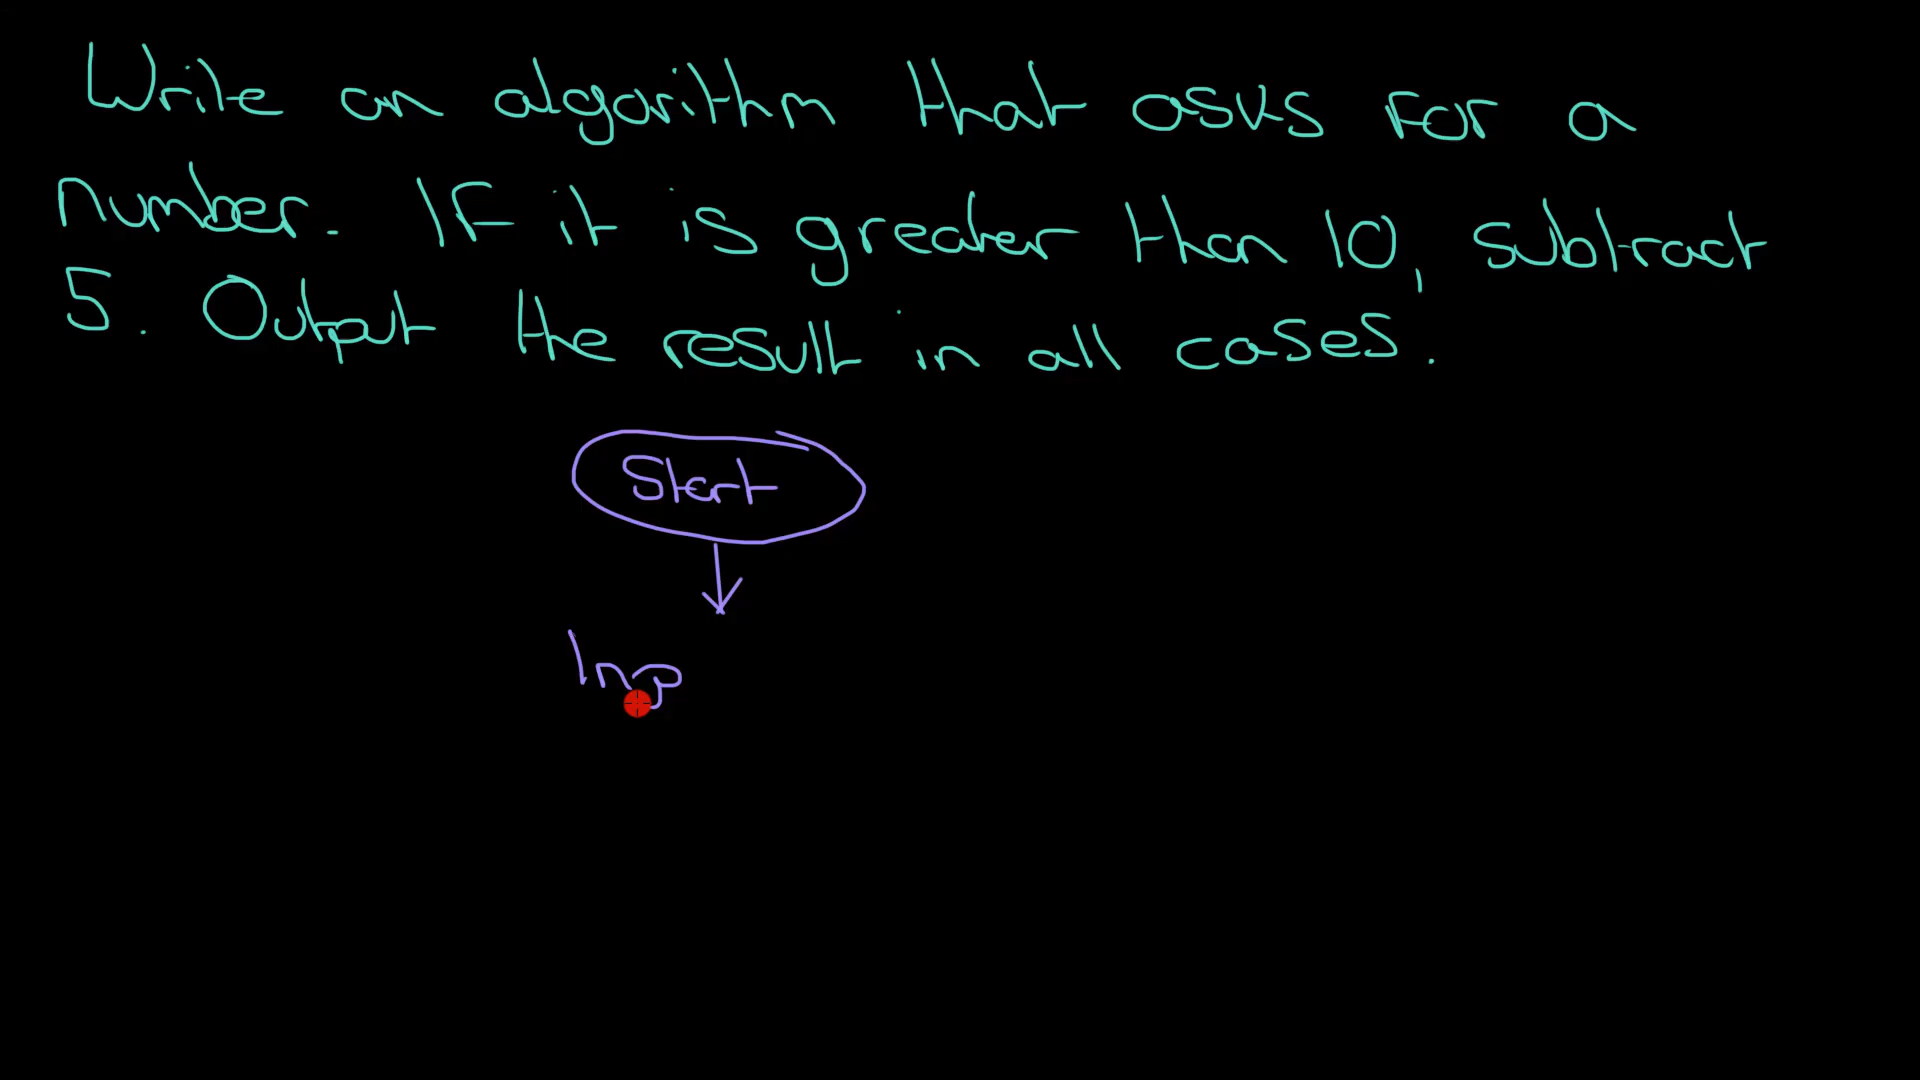 Write an algorithm that asks for a
number. If it is greater than 10, subtract
5. Output the result in all cases.
Start
Inp